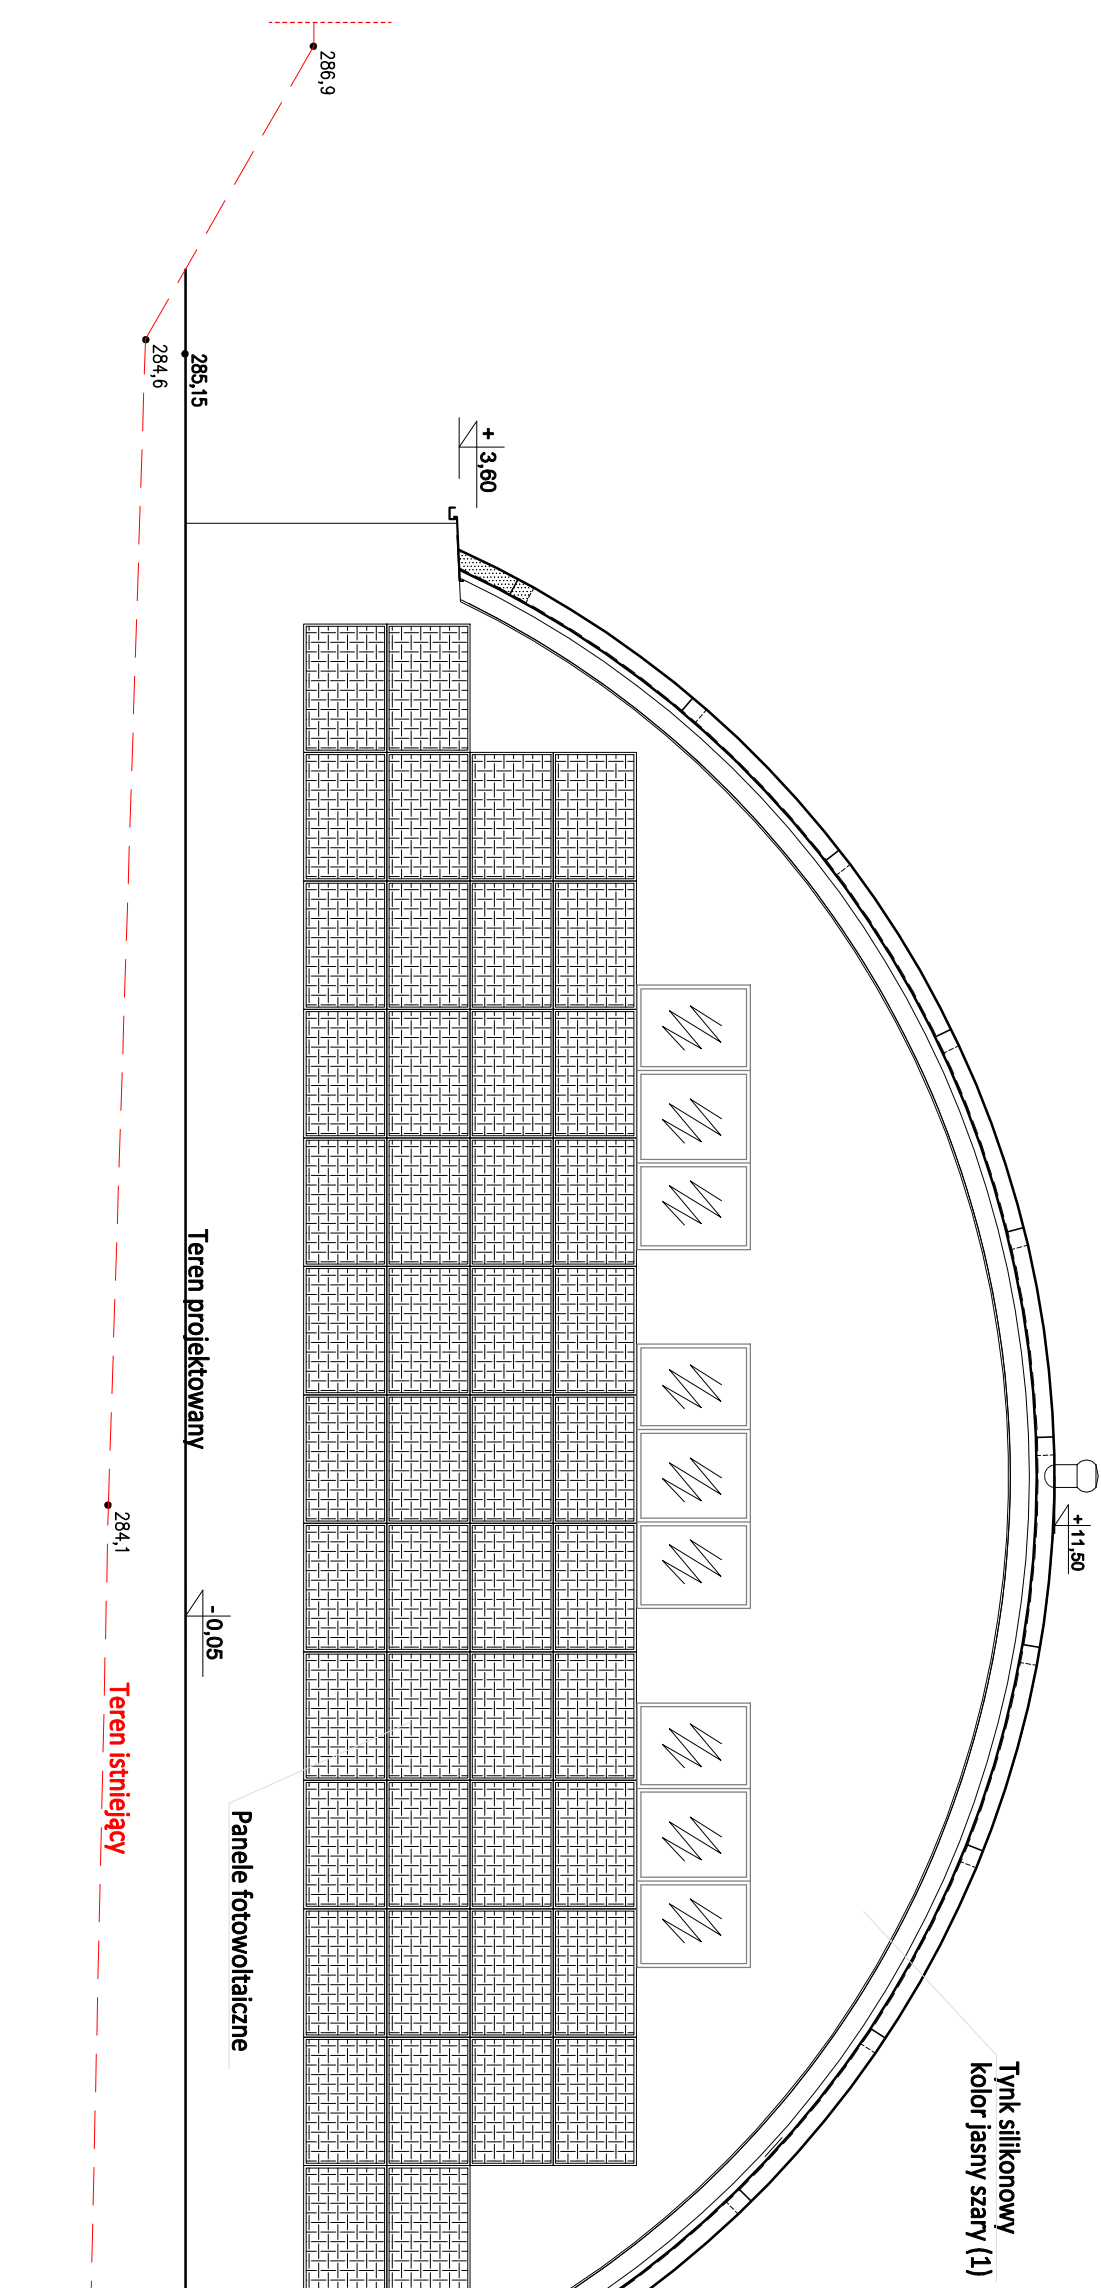 +11,50
Tynk silikonowy
kolor jasny szary (1)
+ 3,60
286,9
Panele fotowoltaiczne
- 0,05
285,15
Teren projektowany
284,6
284,1
Teren istniejący